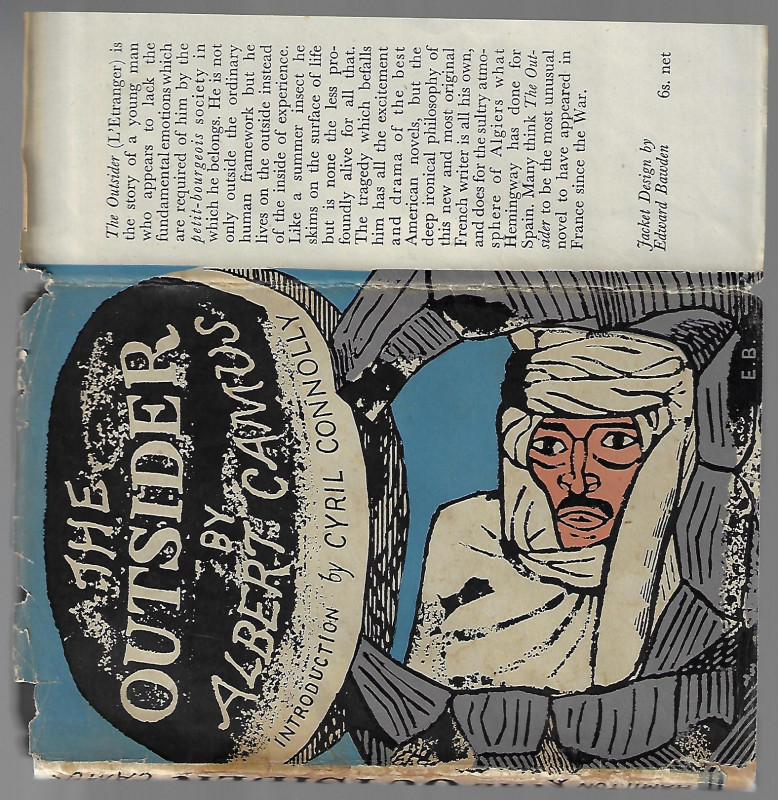 The Outsider (L'Etranger) is
the story of a young man
who appears to lack the
fundamental emotions which
are required of him by the
petit-bourgeois society in
which he belongs. He is not
only outside the ordinary
human framework but he
lives on the outside instead
of the inside of experience.
Like a summer insect he
skims on the surface of life
but is none the less pro-
foundly alive for all that.
The tragedy which befalls
him has all the excitement
and drama of the best
American novels, but the
deep ironical philosophy of
this new and most original
French writer is all his own,
and does for the sultry atmo-
sphere of Algiers what
Hemingway has done for
Spain. Many think The Out-
sider to be the most unusual
novel to have appeared in
France since the War.
Jacket Design by
Edward Bawden
6s. net
THE
OUTSIDER
BY
ALBERT CAMUS
INTRODUCTION by CYRIL CONNOLLY
E.B.